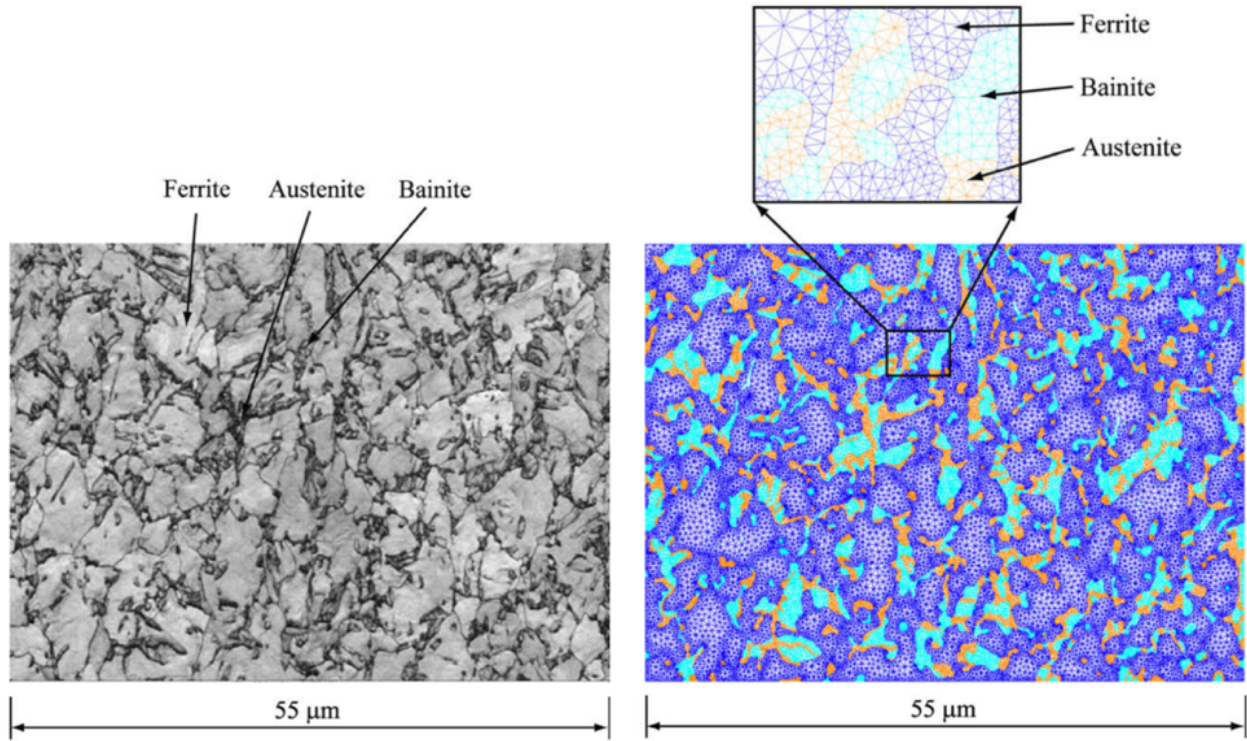 Ferrite
Bainite
Austenite
Ferrite Austenite Bainite
55 μm 55 μm